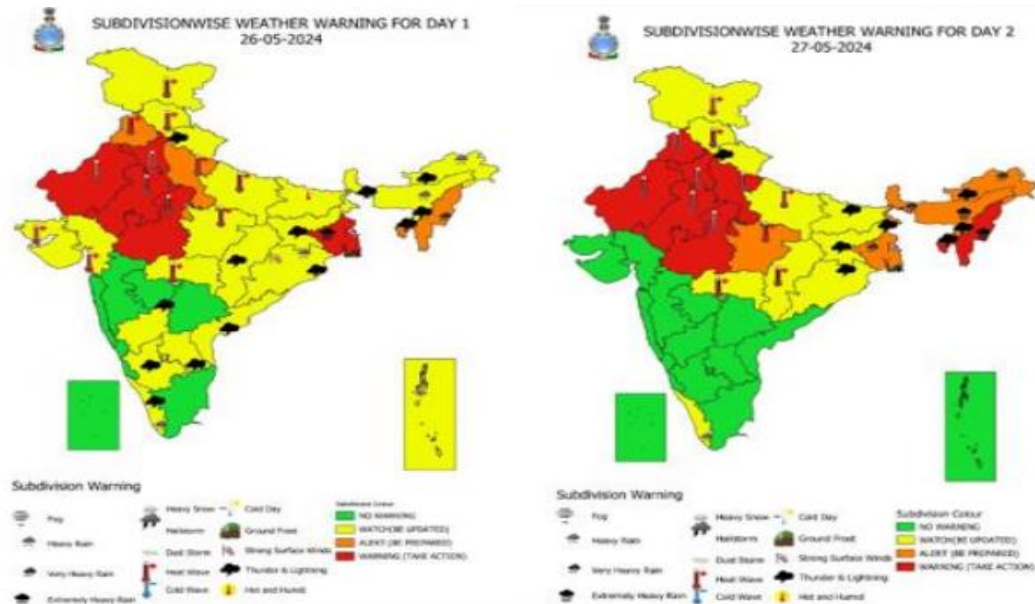 SUBDIVISIONWISE WEATHER WARNING FOR DAY 1
26-05-2024
Subdivision Warning
Fog
Heavy Rain
Very Heavy Rain
Extremely Heavy Rain
Heavy Snow
Hailstorm
Dust Storm
Heat Wave
Cold Wave
Cold Day
Ground Frost
Strong Surface Winds
Thunder & Lightning
Hot and Humid
Subdivision Colour
NO WARNING
WATCH(BE UPDATED)
ALERT (BE PREPARED)
WARNING (TAKE ACTION)
SUBDIVISIONWISE WEATHER WARNING FOR DAY 2
27-05-2024
Subdivision Warning
Fog
Heavy Rain
Very Heavy Rain
Extremely Heavy Rain
Heavy Snow
Hailstorm
Dust Storm
Heat Wave
Cold Wave
Cold Day
Ground Frost
Strong Surface Winds
Thunder & Lightning
Hot and Humid
Subdivision Colour
NO WARNING
WATCH(BE UPDATED)
ALERT (BE PREPARED)
WARNING (TAKE ACTION)